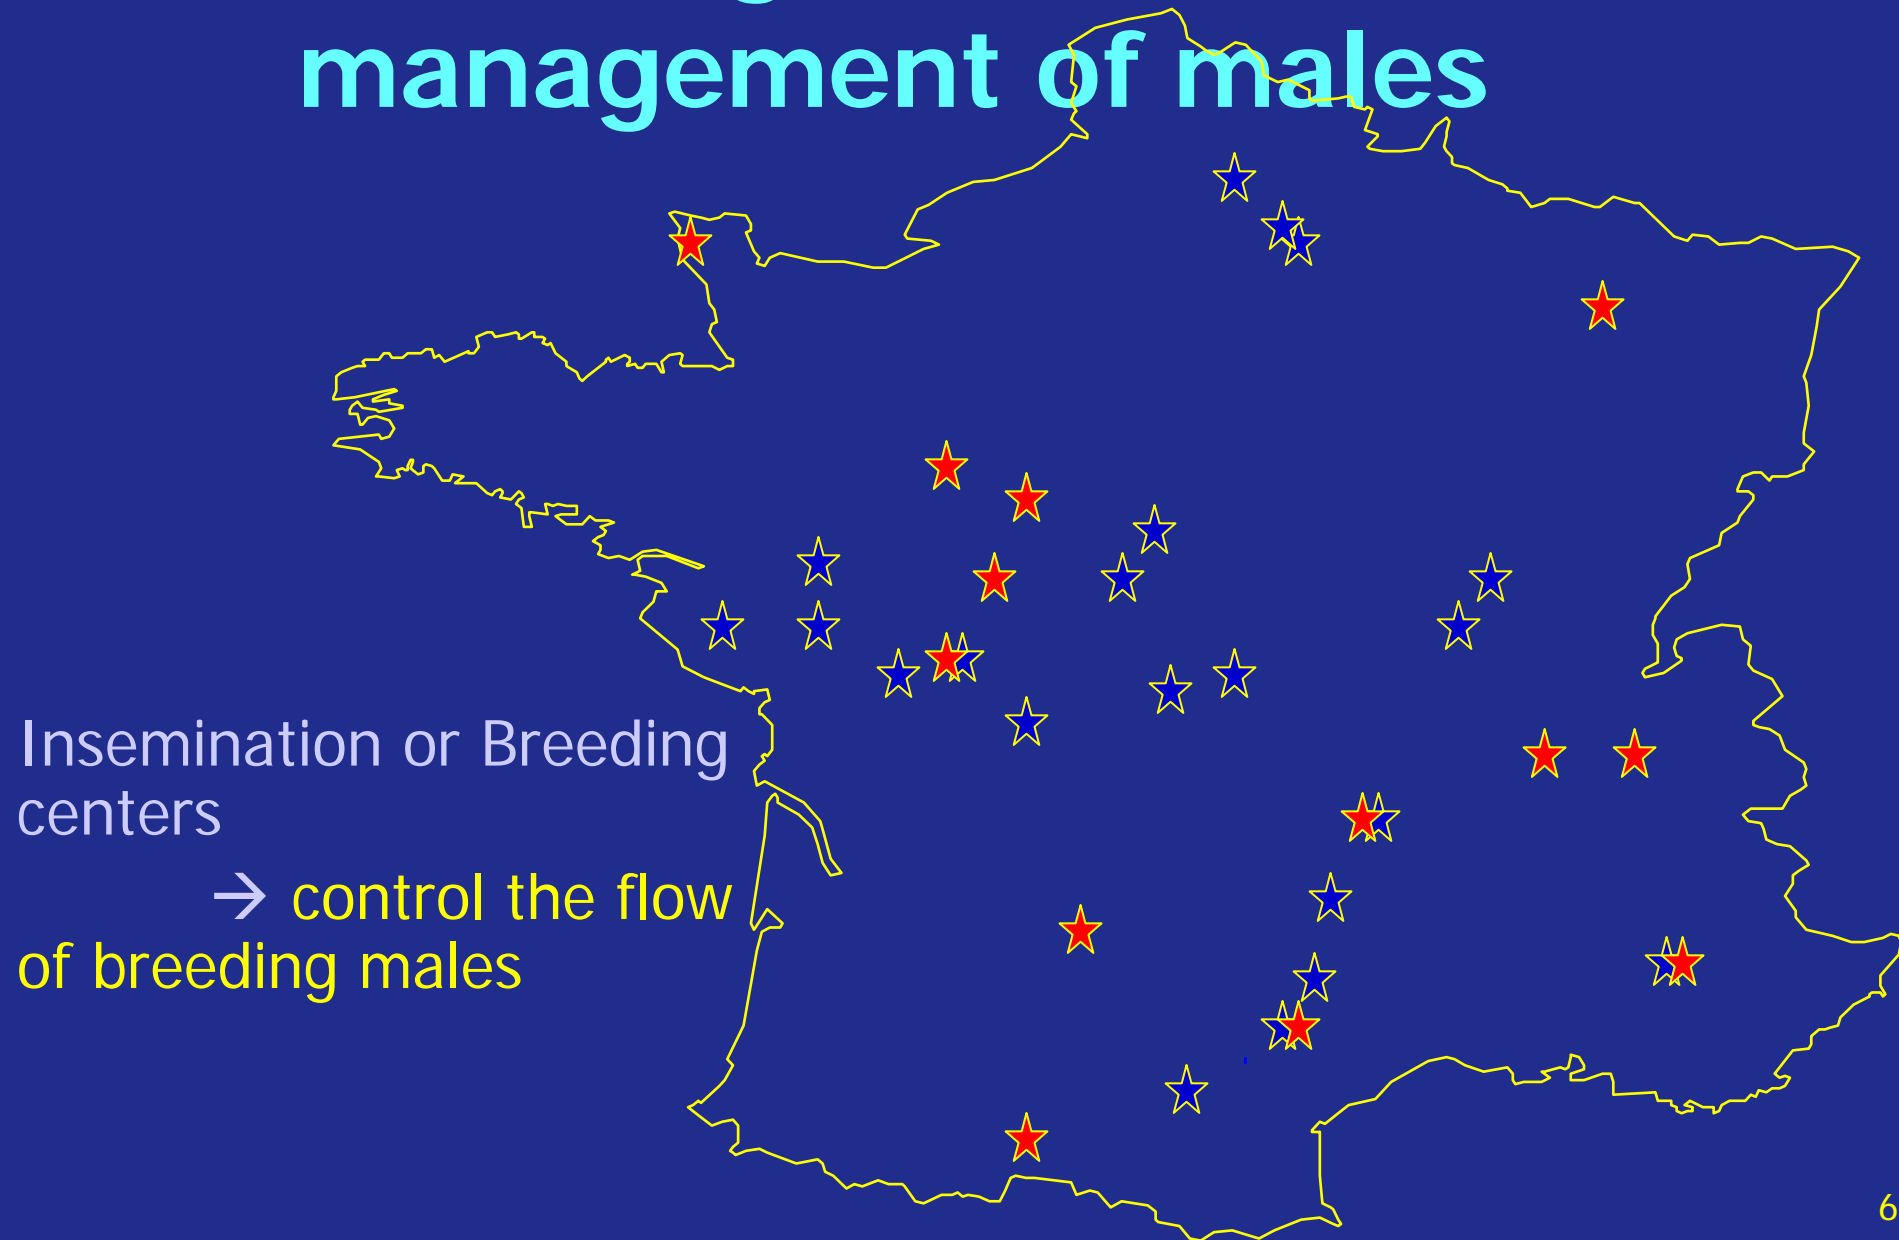 management of males
Insemination or Breeding
centers
→ control the flow
of breeding males
6